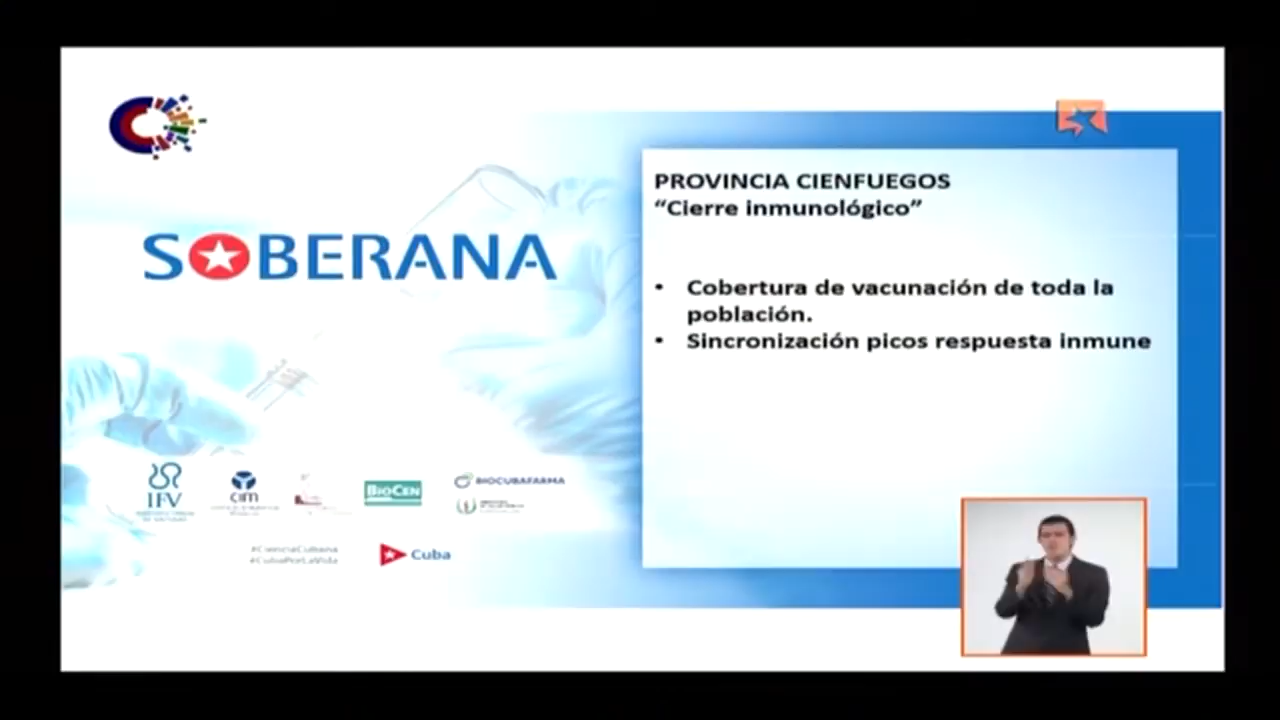 PROVINCIA CIENFUEGOS
“Cierre inmunológico”
SOBERANA
• Cobertura de vacunación de toda la
población.
• Sincronización picos respuesta inmune
IFV
CIM
BIOCEN
BIOCUBAFARMA
#CienciaCubana
#CubaPorLaVida
Cuba